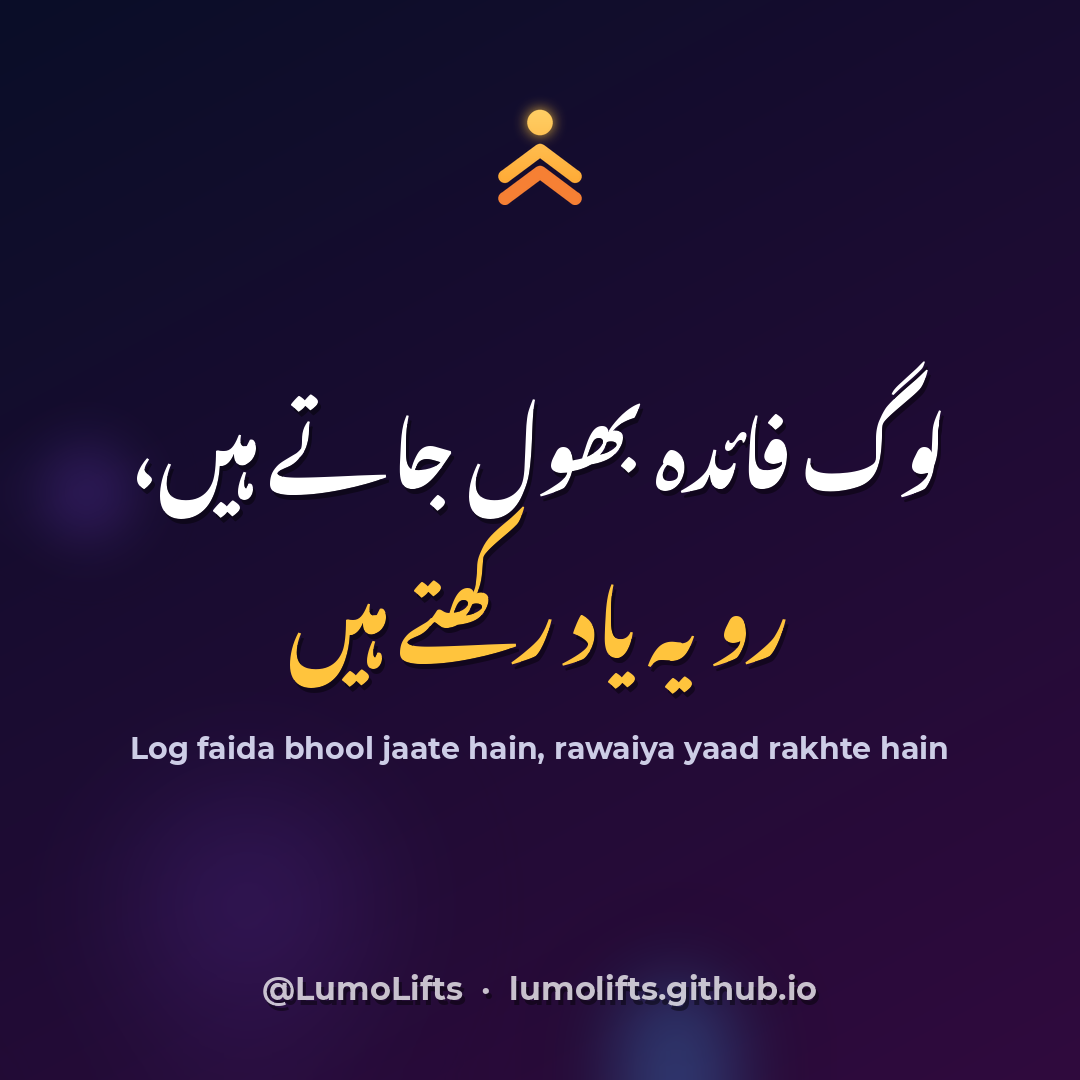 لوگ فائدہ بھول جاتے ہیں،
رویہ یاد رکھتے ہیں
Log faida bhool jaate hain, rawaiya yaad rakhte hain
@LumoLifts · lumolifts.github.io